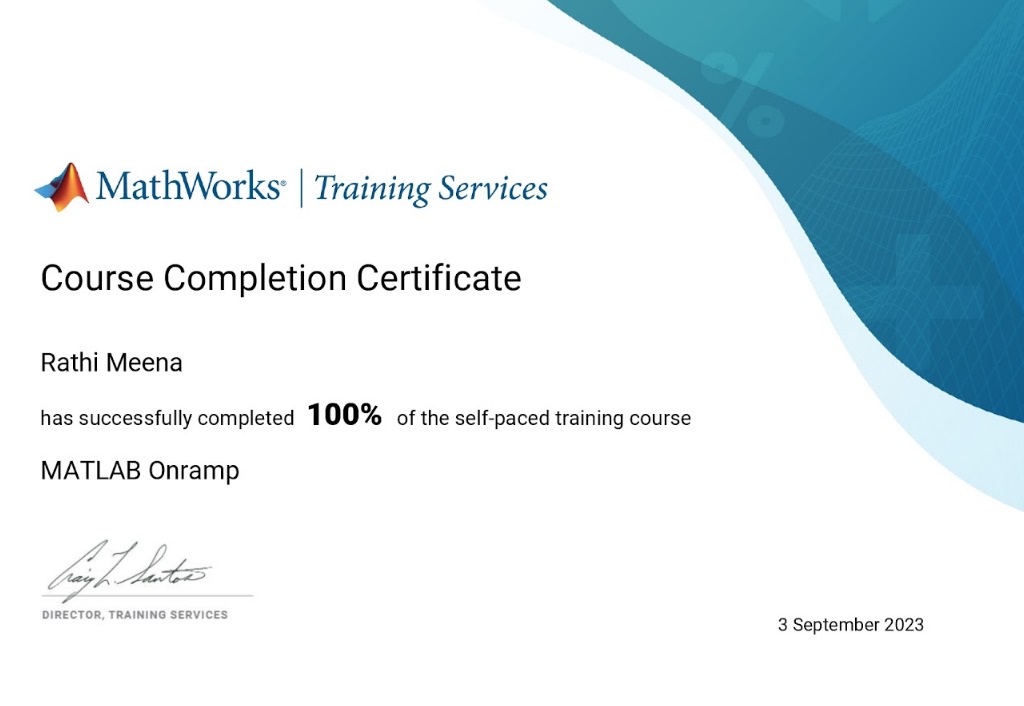 MathWorks® | Training Services
Course Completion Certificate
Rathi Meena
has successfully completed 100% of the self-paced training course
MATLAB Onramp
Craig L. Santos
DIRECTOR, TRAINING SERVICES
3 September 2023